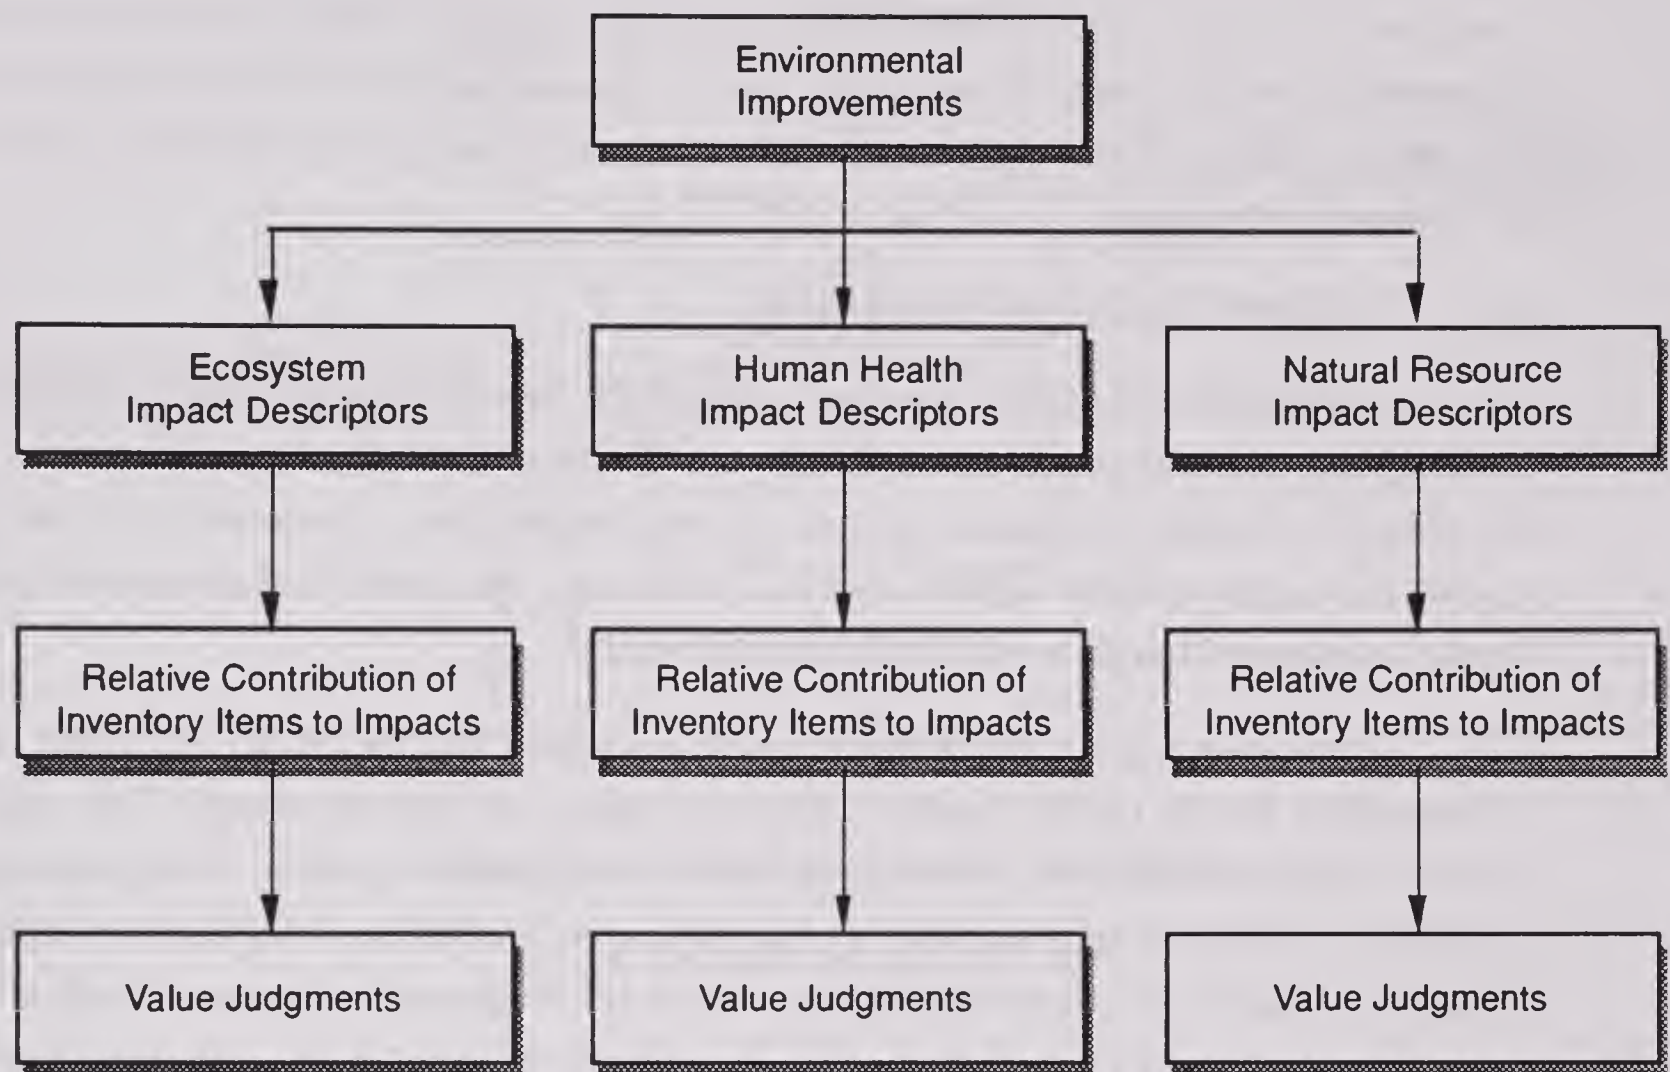 Environmental
Improvements
Ecosystem
Impact Descriptors
Human Health
Impact Descriptors
Natural Resource
Impact Descriptors
Relative Contribution of
Inventory Items to Impacts
Relative Contribution of
Inventory Items to Impacts
Relative Contribution of
Inventory Items to Impacts
Value Judgments
Value Judgments
Value Judgments